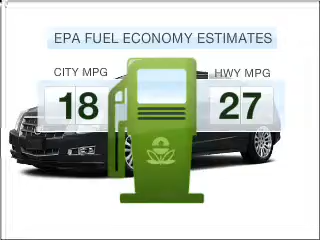 EPA FUEL ECONOMY ESTIMATES
CITY MPG
HWY MPG
18
27